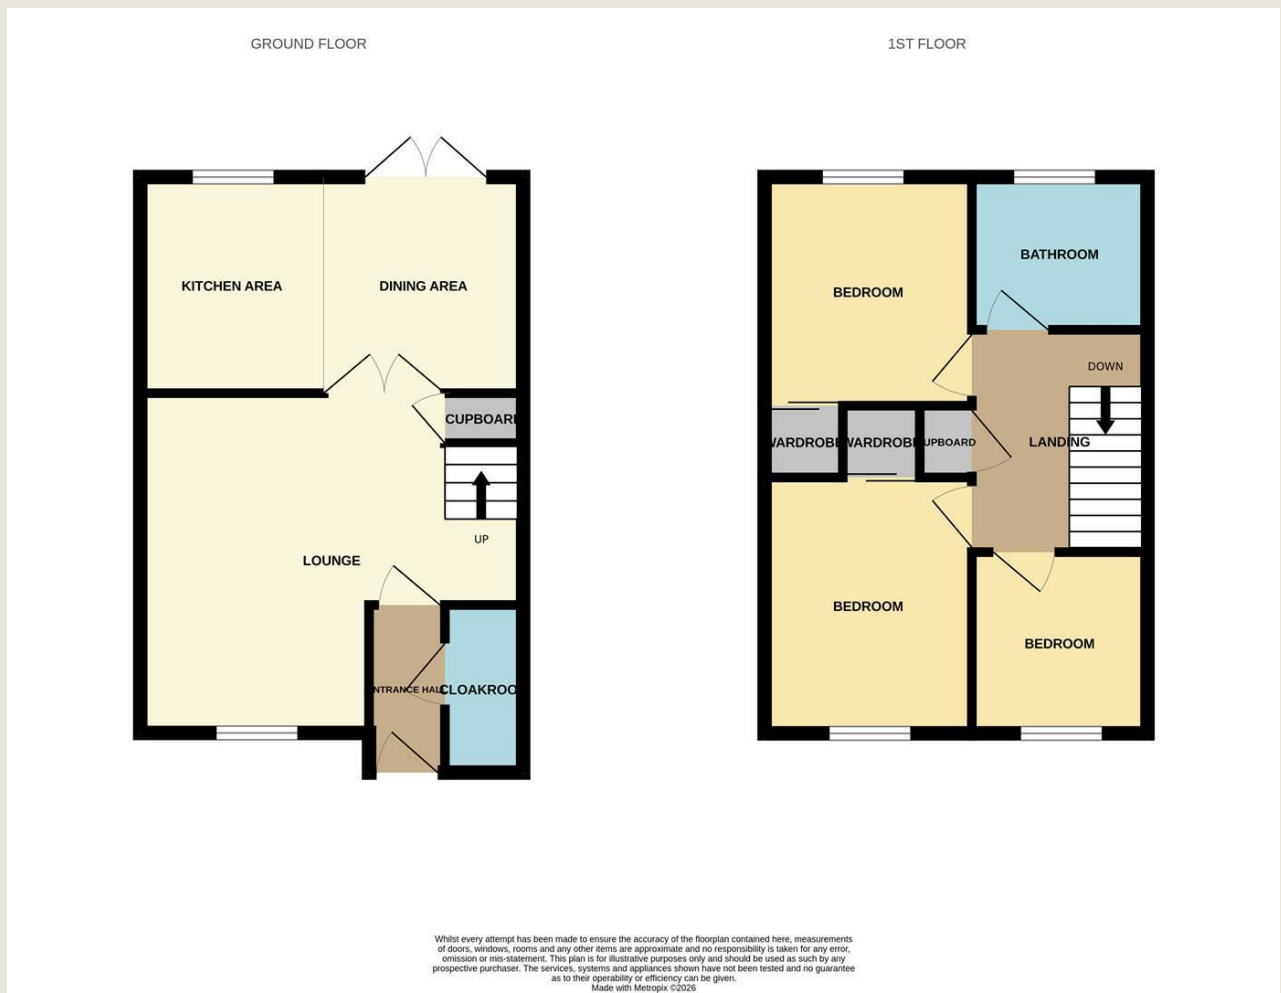 GROUND FLOOR
1ST FLOOR
KITCHEN AREA
DINING AREA
CUPBOARD
UP
LOUNGE
ENTRANCE HALL
CLOAKROO
BEDROOM
BATHROOM
DOWN
WARDROBE
WARDROBE
UPBOARD
LANDING
BEDROOM
BEDROOM
Whilst every attempt has been made to ensure the accuracy of the floorplan contained here, measurements
of doors, windows, rooms and any other items are approximate and no responsibility is taken for any error,
omission or mis-statement. This plan is for illustrative purposes only and should be used as such by any
prospective purchaser. The services, systems and appliances shown have not been tested and no guarantee
as to their operability or efficiency can be given.
Made with Metropix ©2026